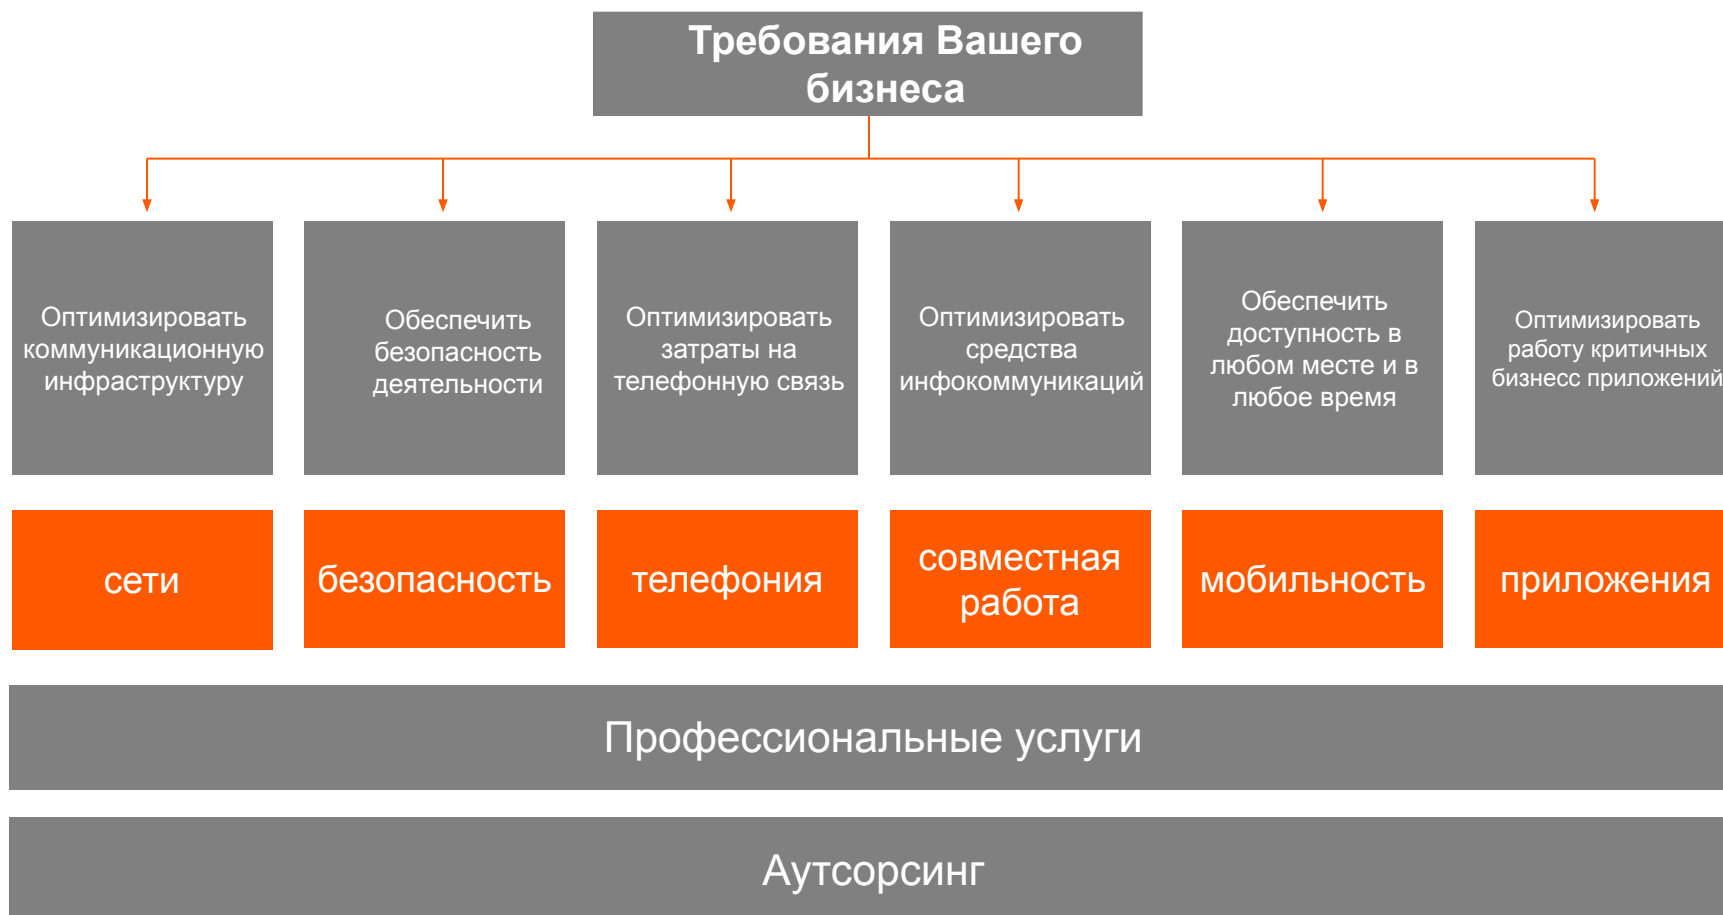 Требования Вашего
бизнеса
Оптимизировать
коммуникационную
инфраструктуру
Обеспечить
безопасность
деятельности
Оптимизировать
затраты на
телефонную связь
Оптимизировать
средства
инфокоммуникаций
Обеспечить
доступность в
любом месте и в
любое время
Оптимизировать
работу критичных
бизнесс приложений
сети
безопасность
телефония
совместная
работа
мобильность
приложения
Профессиональные услуги
Аутсорсинг